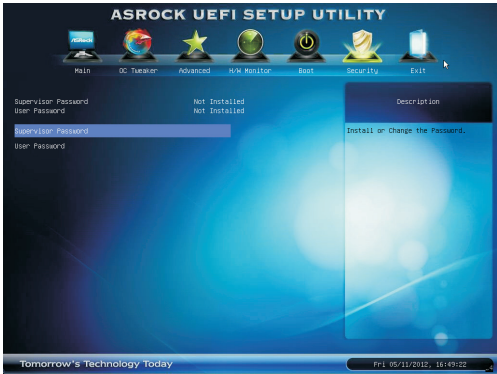 ASROCK UEFI SETUP UTILITY
ASRock
Main OC Tweaker Advanced H/W Monitor Boot Security Exit
Supervisor Password Not Installed
User Password Not Installed
Supervisor Password
User Password
Description
Install or Change the Password.
Tomorrow's Technology Today
Fri 05/11/2012, 16:49:22